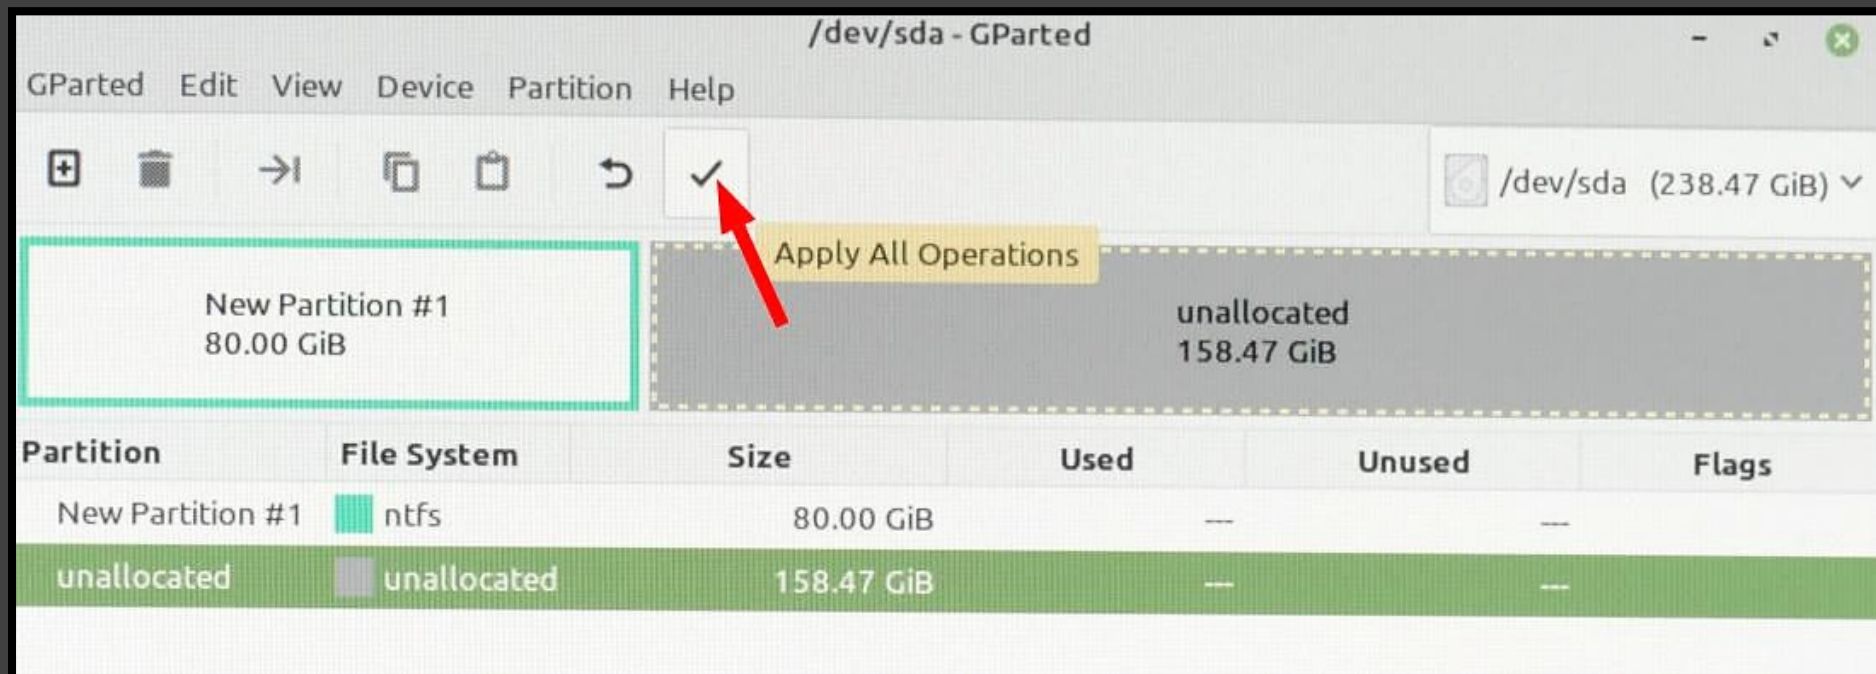 /dev/sda - GParted
GParted Edit View Device Partition Help
/dev/sda (238.47 GiB)
Apply All Operations
New Partition #1
80.00 GiB
unallocated
158.47 GiB
Partition File System Size Used Unused Flags
New Partition #1 ntfs 80.00 GiB --- ---
unallocated unallocated 158.47 GiB --- ---